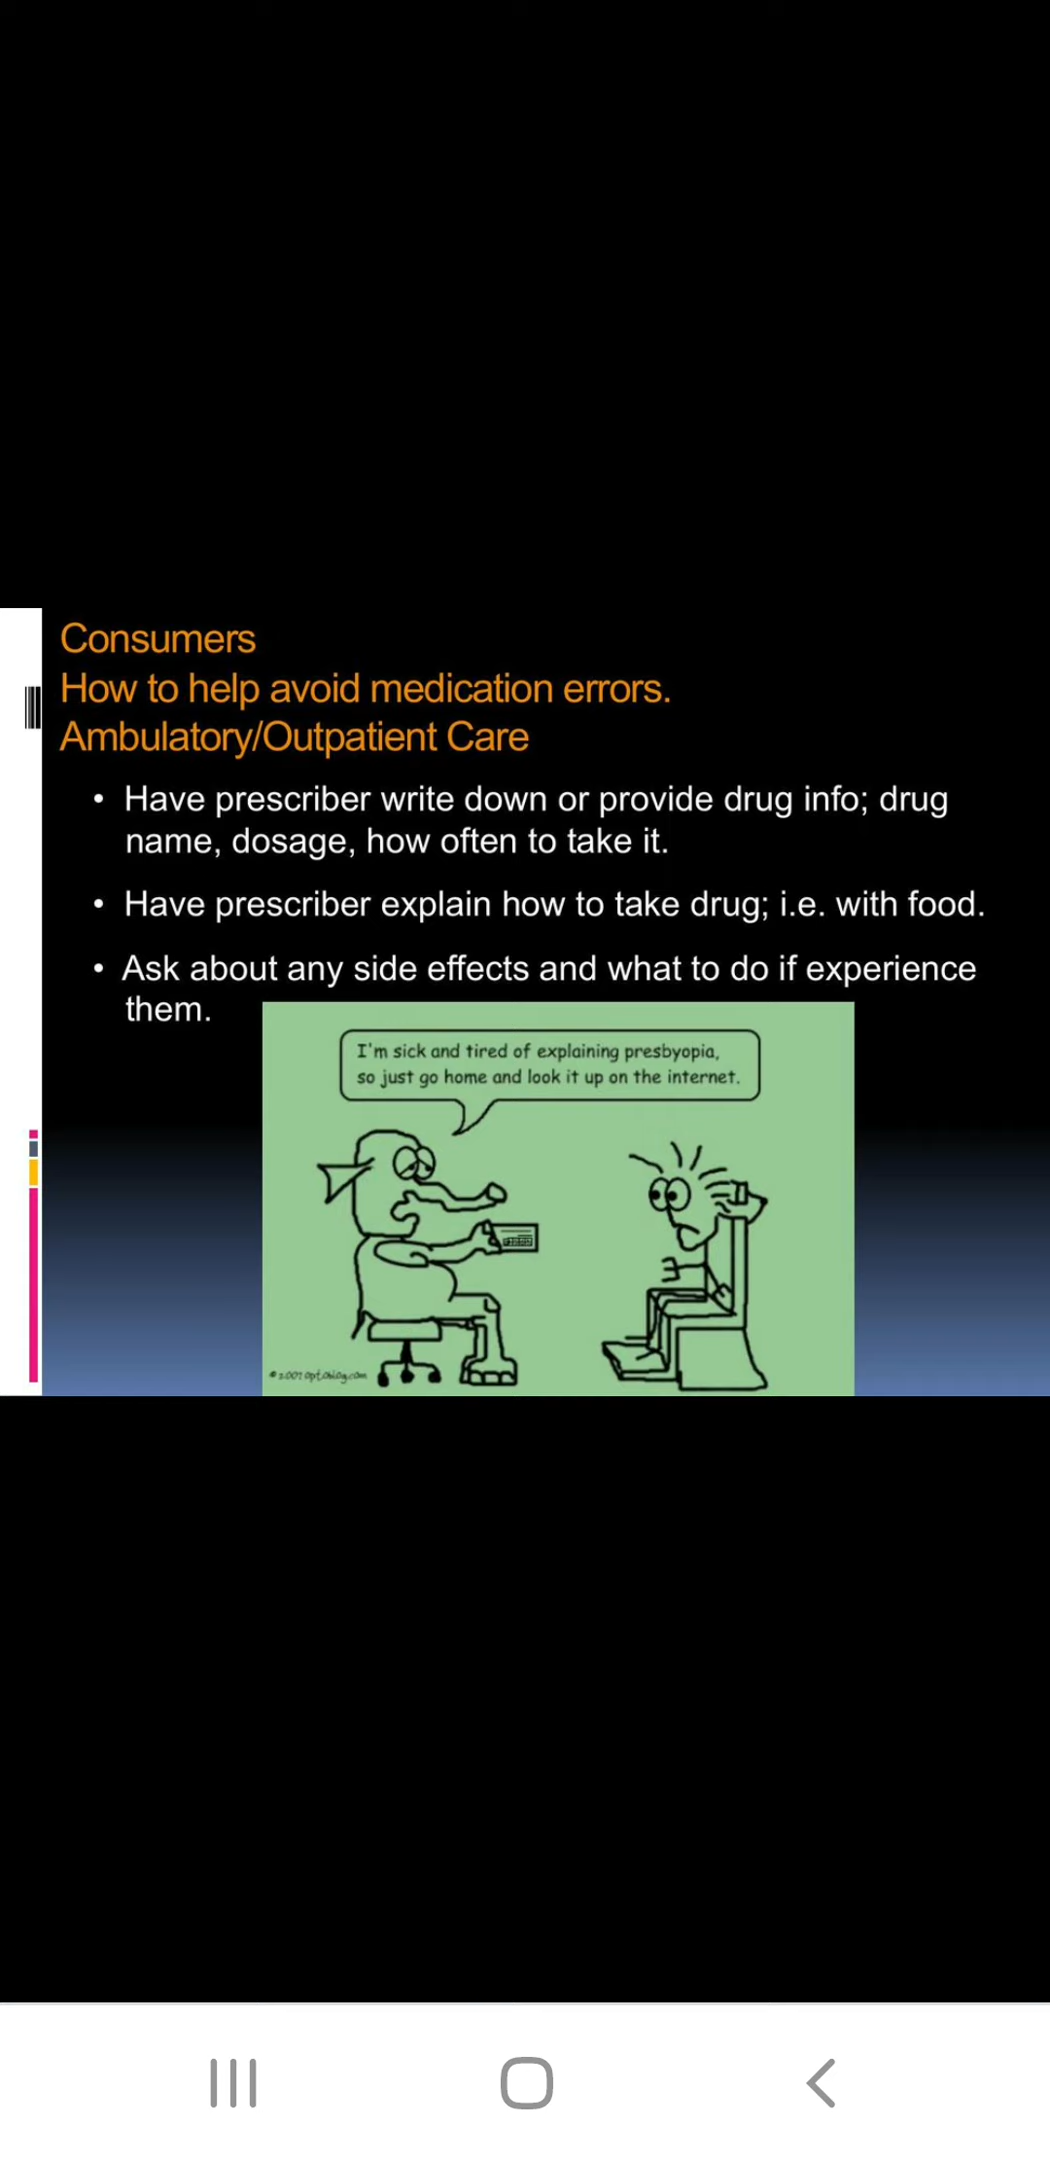 Consumers
How to help avoid medication errors.
Ambulatory/Outpatient Care
• Have prescriber write down or provide drug info; drug
name, dosage, how often to take it.
• Have prescriber explain how to take drug; i.e. with food.
• Ask about any side effects and what to do if experience
them.
I'm sick and tired of explaining presbyopia,
so just go home and look it up on the internet.
© 2007 optoblog.com